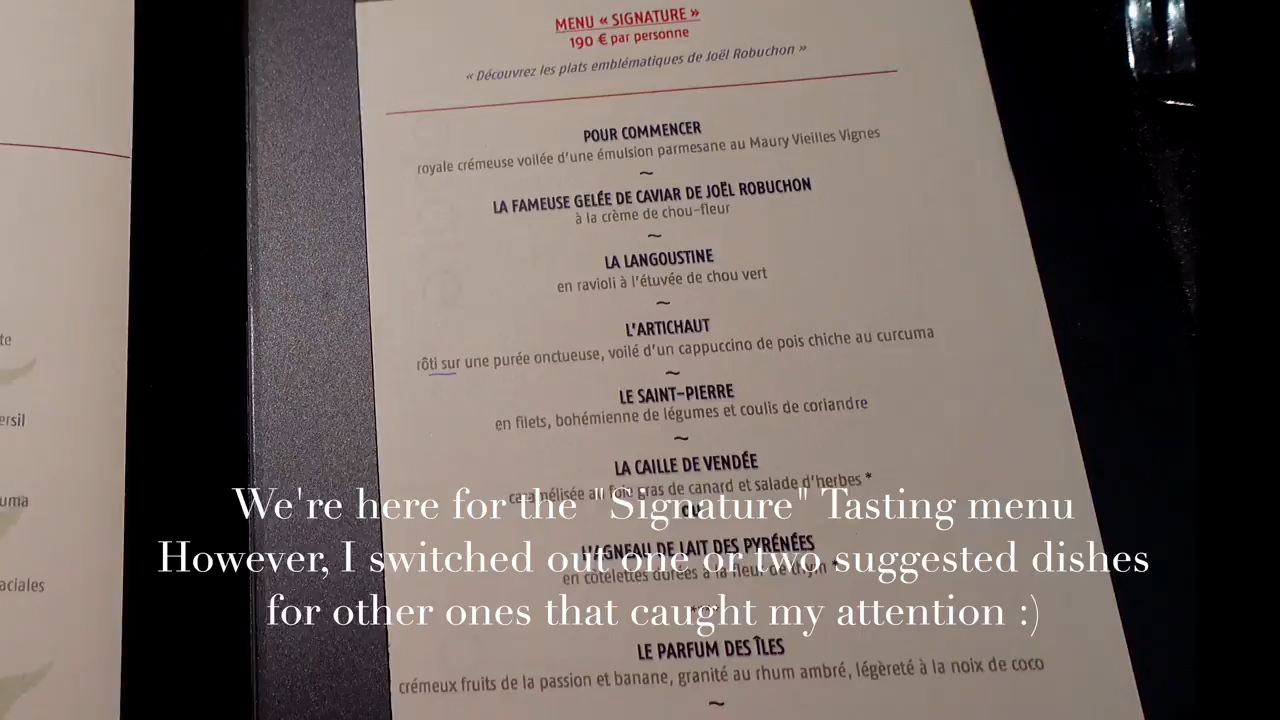 MENU « SIGNATURE »
190 € par personne
« Découvrez les plats emblématiques de Joël Robuchon »
POUR COMMENCER
royale crémeuse voilée d'une émulsion parmesane au Maury Vieilles Vignes
~
LA FAMEUSE GELÉE DE CAVIAR DE JOËL ROBUCHON
à la crème de chou-fleur
~
LA LANGOUSTINE
en ravioli à l'étuvée de chou vert
~
L'ARTICHAUT
rôti sur une purée onctueuse, voilé d'un cappuccino de pois chiche au curcuma
~
LE SAINT-PIERRE
en filets, bohémienne de légumes et coulis de coriandre
~
LA CAILLE DE VENDÉE
caramélisée au foie gras de canard et salade d'herbes *
OU
L'AGNEAU DE LAIT DES PYRÉNÉES
en côtelettes dorées à la fleur de thym *
LE PARFUM DES ÎLES
crémeux fruits de la passion et banane, granité au rhum ambré, légèreté à la noix de coco
~
te
ersil
uma
aciales
We're here for the "Signature" Tasting menu
However, I switched out one or two suggested dishes
for other ones that caught my attention :)